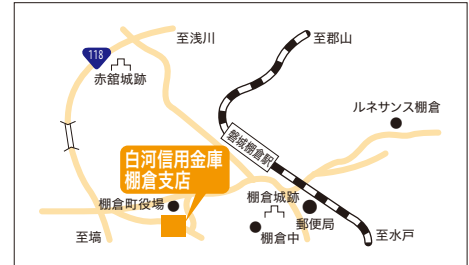 至浅川
至郡山
118
赤舘城跡
ルネサンス棚倉
磐城棚倉駅
白河信用金庫
棚倉支店
棚倉城跡
棚倉町役場
郵便局
至塙
棚倉中
至水戸